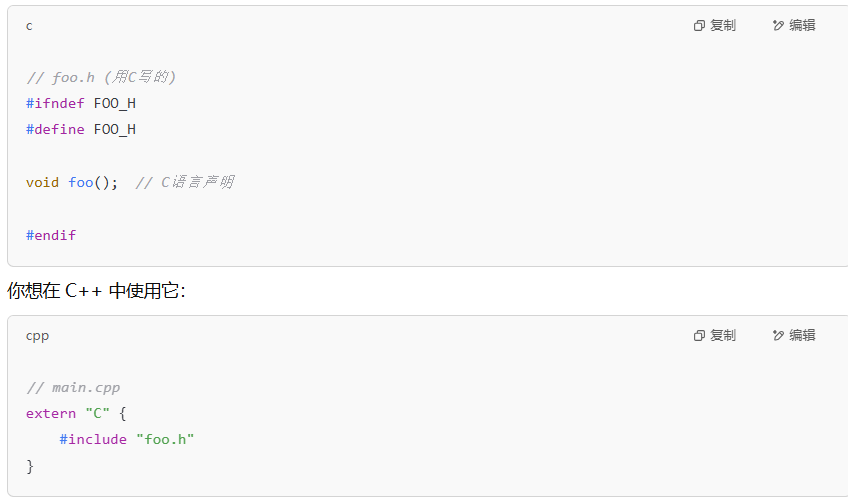 c 复制 编辑
// foo.h (用C写的)
#ifndef FOO_H
#define FOO_H
void foo(); // C语言声明
#endif
你想在 C++ 中使用它：
cpp 复制 编辑
// main.cpp
extern "C" {
#include "foo.h"
}